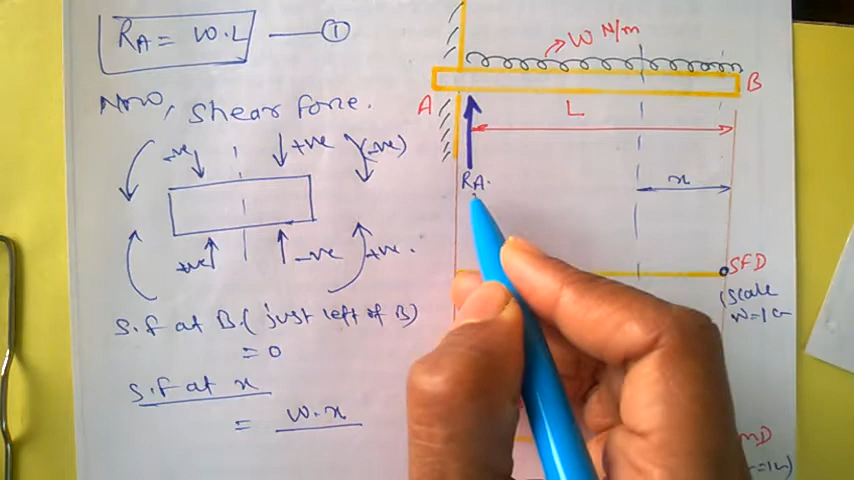 RA = W.L ——— ①
Now, shear force.
-ve
+ve
(-ve)
+ve
-ve
+ve.
S.F at B. (just left of B)
= 0
S.F at x
= W.x
W N/m
A
B
L
RA.
x
SFD
(Scale